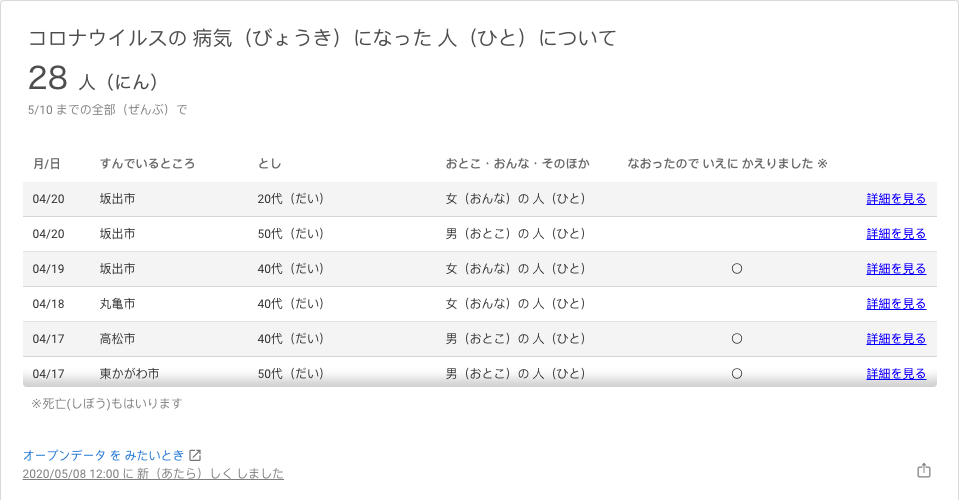 コロナウイルスの 病気（びょうき）になった 人（ひと）について
28 人（にん）
5/10 までの全部（ぜんぶ）で
月/日 すんでいるところ とし おとこ・おんな・そのほか なおったので いえに かえりました ※
04/20 坂出市 20代（だい） 女（おんな）の 人（ひと） 詳細を見る
04/20 坂出市 50代（だい） 男（おとこ）の 人（ひと） 詳細を見る
04/19 坂出市 40代（だい） 女（おんな）の 人（ひと） ○ 詳細を見る
04/18 丸亀市 40代（だい） 女（おんな）の 人（ひと） 詳細を見る
04/17 高松市 40代（だい） 男（おとこ）の 人（ひと） ○ 詳細を見る
04/17 東かがわ市 50代（だい） 男（おとこ）の 人（ひと） ○ 詳細を見る
※死亡(しぼう)もはいります
オープンデータ を みたいとき
2020/05/08 12:00 に 新（あたら）しく しました